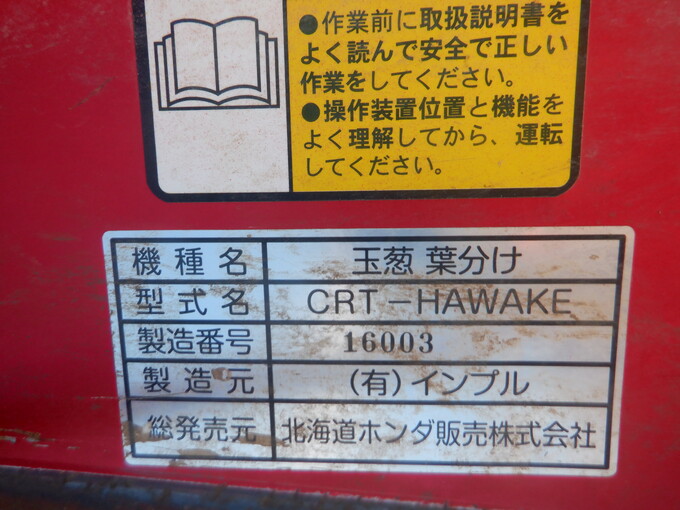 ●作業前に取扱説明書を
よく読んで安全で正しい
作業をしてください。
●操作装置位置と機能を
よく理解してから、運転
してください。
機種名 玉葱 葉分け
型式名 CRT-HAWAKE
製造番号 16003
製造元 (有)インプル
総発売元 北海道ホンダ販売株式会社